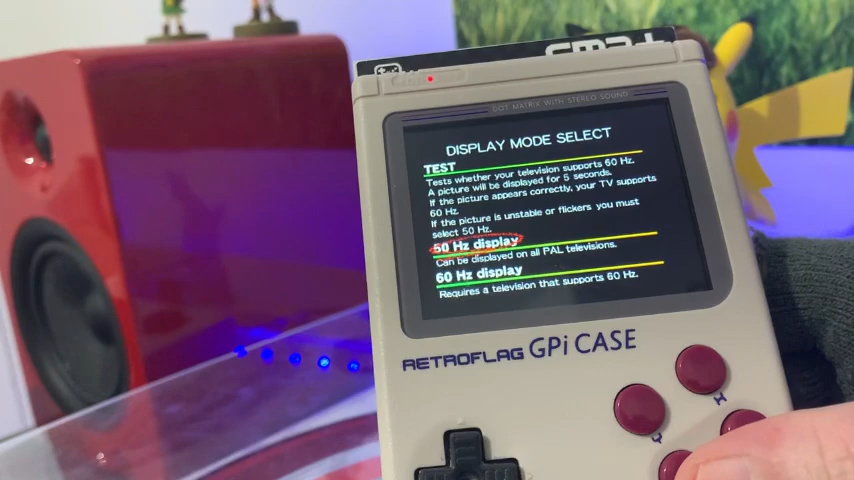 DOT MATRIX WITH STEREO SOUND
DISPLAY MODE SELECT
TEST
Tests whether your television supports 60 Hz.
A picture will be displayed for 5 seconds.
If the picture appears correctly, your TV supports
60 Hz.
If the picture is unstable or flickers you must
select 50 Hz.
50 Hz display
Can be displayed on all PAL televisions.
60 Hz display
Requires a television that supports 60 Hz.
RETROFLAG GPi CASE
X
Y